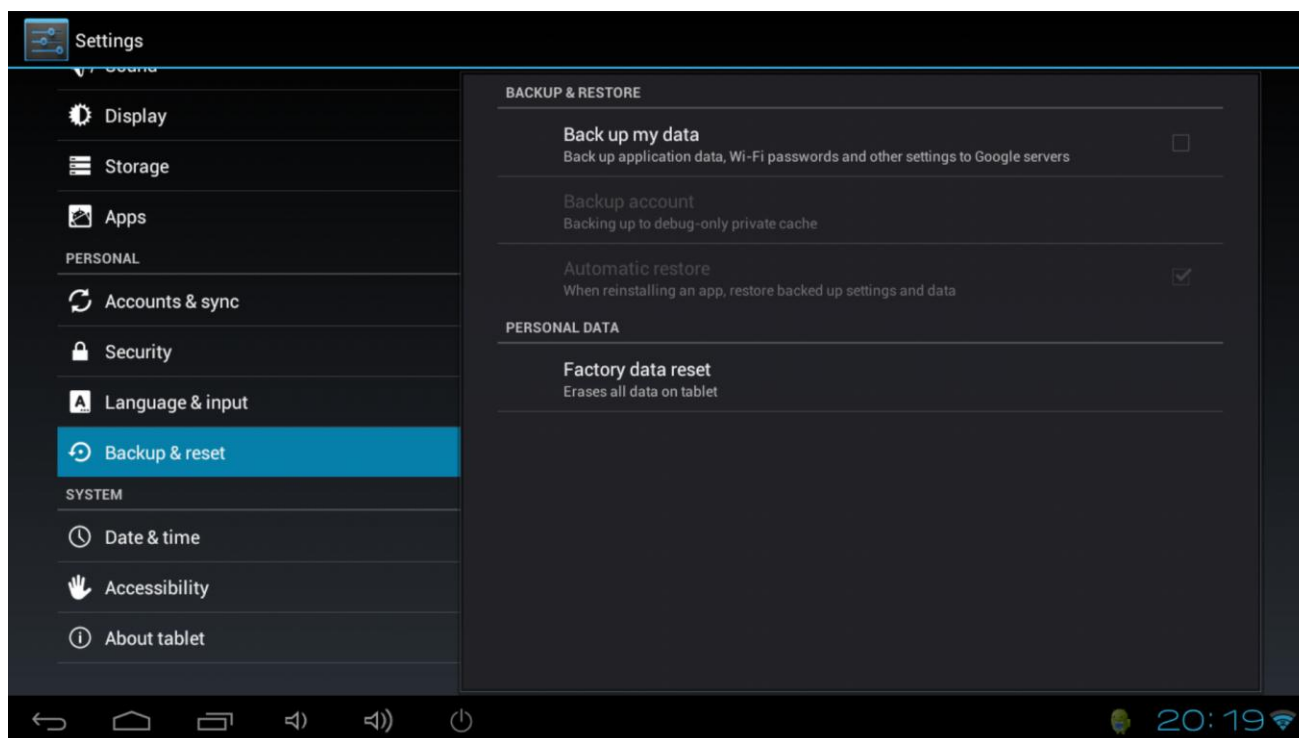 Settings
Sound
Display
Storage
Apps
PERSONAL
Accounts & sync
Security
Language & input
Backup & reset
SYSTEM
Date & time
Accessibility
About tablet
BACKUP & RESTORE
Back up my data
Back up application data, Wi-Fi passwords and other settings to Google servers
Backup account
Backing up to debug-only private cache
Automatic restore
When reinstalling an app, restore backed up settings and data
PERSONAL DATA
Factory data reset
Erases all data on tablet
20:19